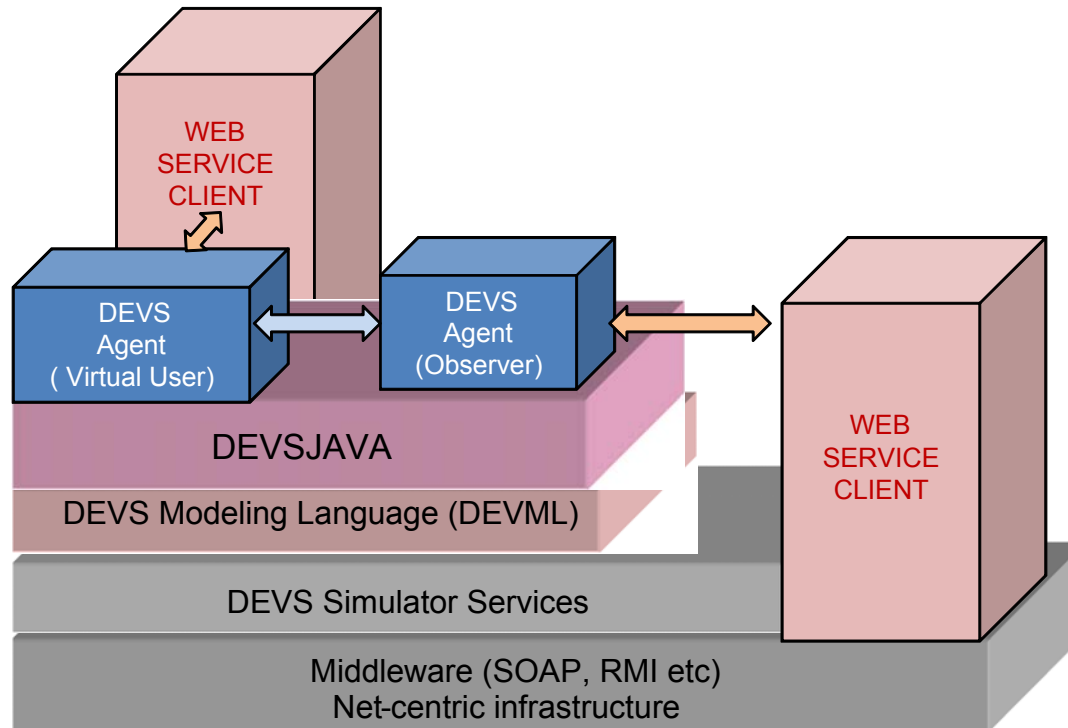 WEB
SERVICE
CLIENT
DEVS
Agent
( Virtual User)
DEVS
Agent
(Observer)
WEB
SERVICE
CLIENT
DEVSJAVA
DEVS Modeling Language (DEVML)
DEVS Simulator Services
Middleware (SOAP, RMI etc)
Net-centric infrastructure